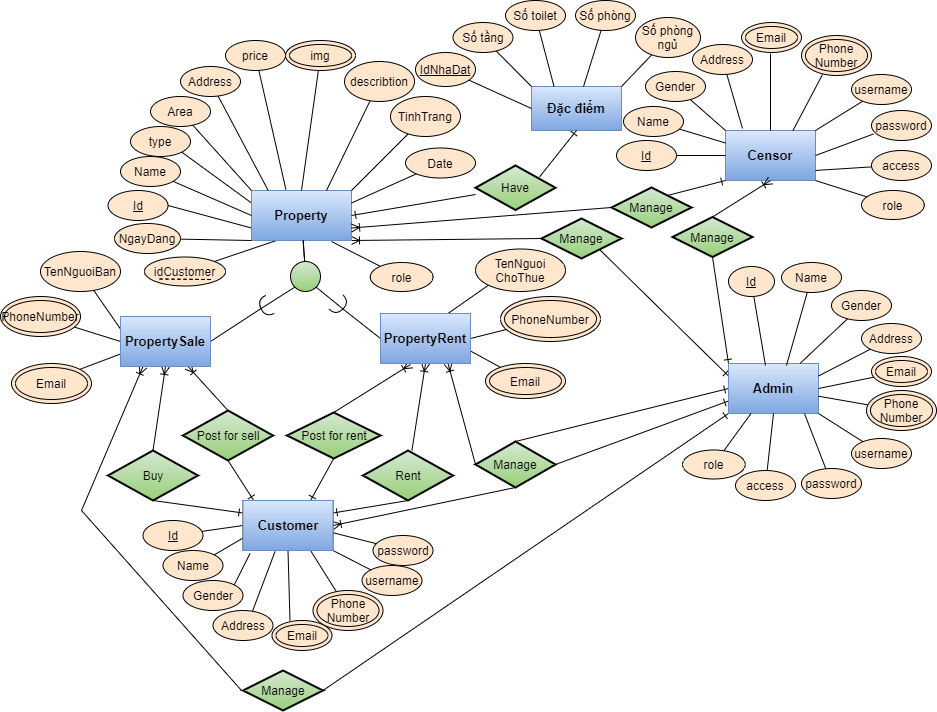 Số toilet
Số phòng
Số tầng
Số phòng
ngủ
Email
price
img
Phone
Number
Address
IdNhaDat
Address
describtion
Gender
username
Area
TinhTrang
Đặc điểm
Name
password
type
Id
Censor
Name
Date
access
Have
Id
Property
Manage
role
NgayDang
Manage
Manage
idCustomer
role
TenNguoiBan
TenNguoi
ChoThue
Id
Name
Gender
PhoneNumber
PhoneNumber
PropertySale
PropertyRent
Address
Email
Email
Email
Admin
Phone
Number
Post for sell
Post for rent
username
Buy
Rent
Manage
role
access
password
Customer
Id
password
Name
username
Gender
Phone
Number
Address
Email
Manage